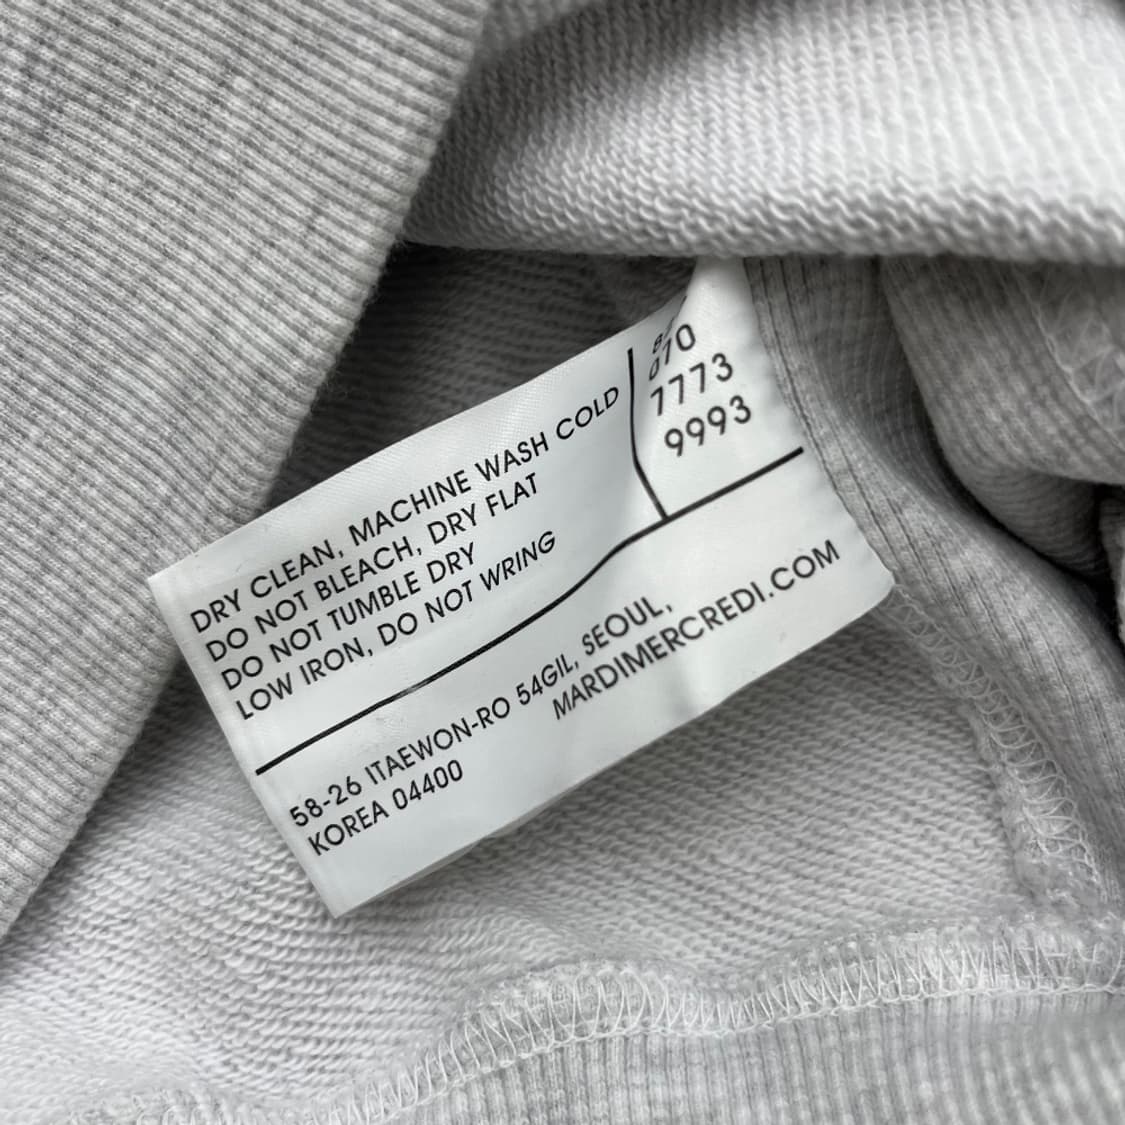 DRY CLEAN, MACHINE WASH COLD
DO NOT BLEACH, DRY FLAT
DO NOT TUMBLE DRY
LOW IRON, DO NOT WRING
070
7773
9993
58-26 ITAEWON-RO 54GIL, SEOUL,
KOREA 04400
MARDIMERCREDI.COM